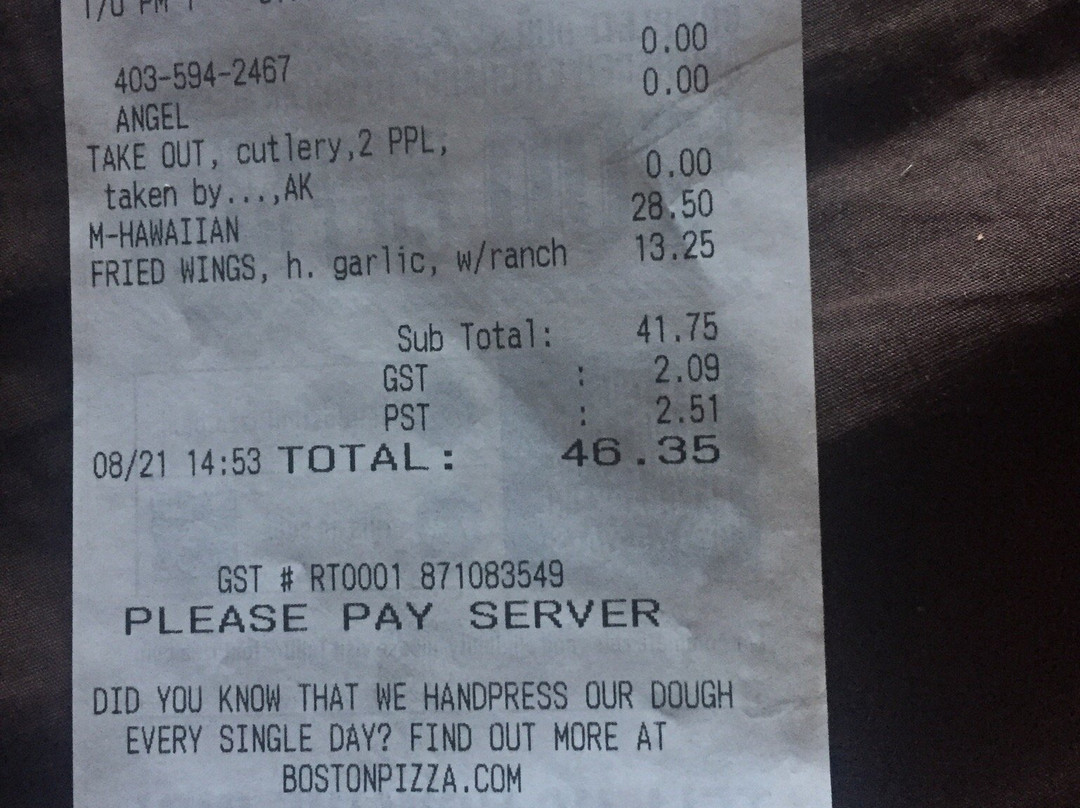 0.00
403-594-2467 0.00
ANGEL
TAKE OUT, cutlery,2 PPL, 0.00
taken by...,AK
M-HAWAIIAN 28.50
FRIED WINGS, h. garlic, w/ranch 13.25
Sub Total: 41.75
GST : 2.09
PST : 2.51
08/21 14:53 TOTAL: 46.35
GST # RT0001 871083549
PLEASE PAY SERVER
DID YOU KNOW THAT WE HANDPRESS OUR DOUGH
EVERY SINGLE DAY? FIND OUT MORE AT
BOSTONPIZZA.COM